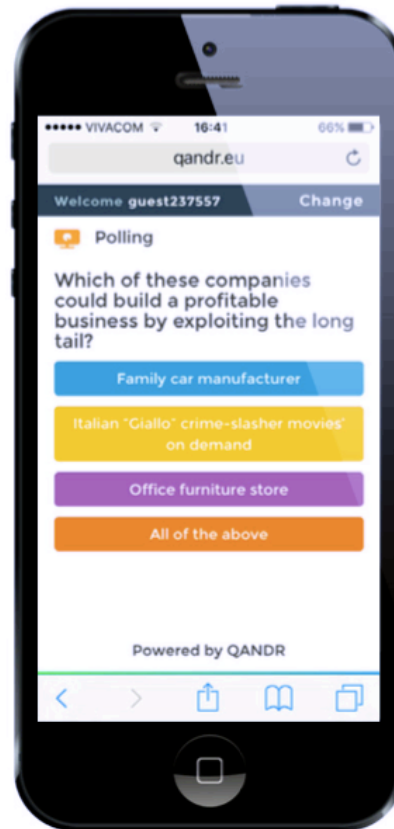 VIVACOM 16:41 66%
qandr.eu
Welcome guest237557 Change
Polling
Which of these companies
could build a profitable
business by exploiting the long
tail?
Family car manufacturer
Italian "Giallo" crime-slasher movies'
on demand
Office furniture store
All of the above
Powered by QANDR